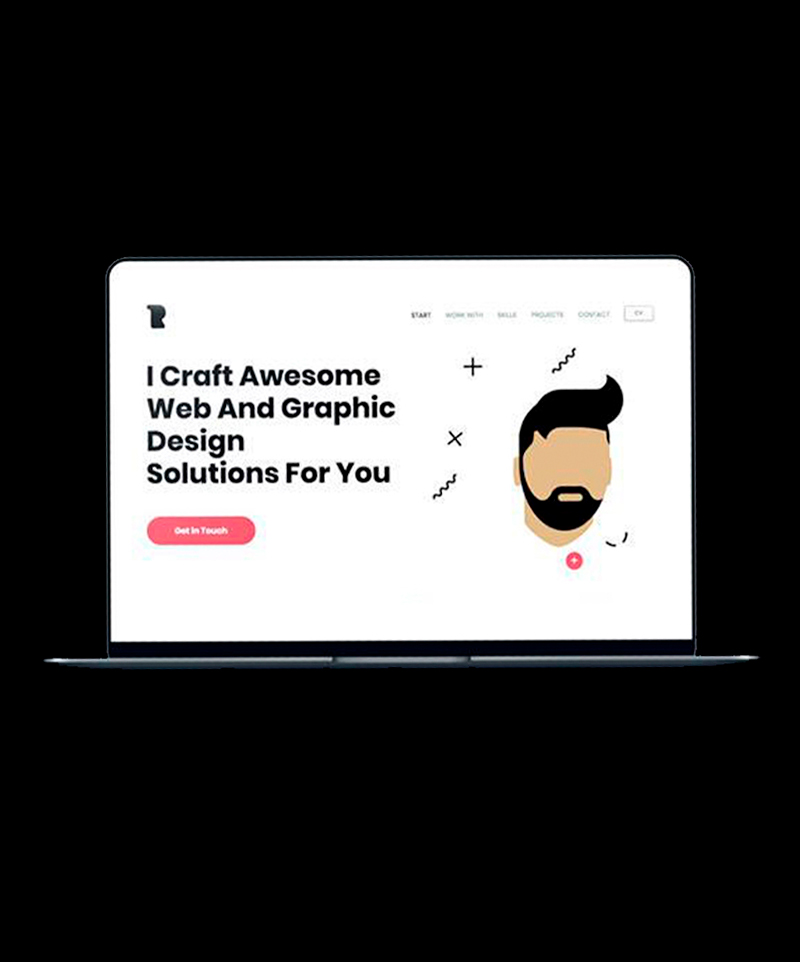 R
START WORK WITH SKILLS PROJECTS CONTACT CV
I Craft Awesome
Web And Graphic
Design
Solutions For You
Get In Touch